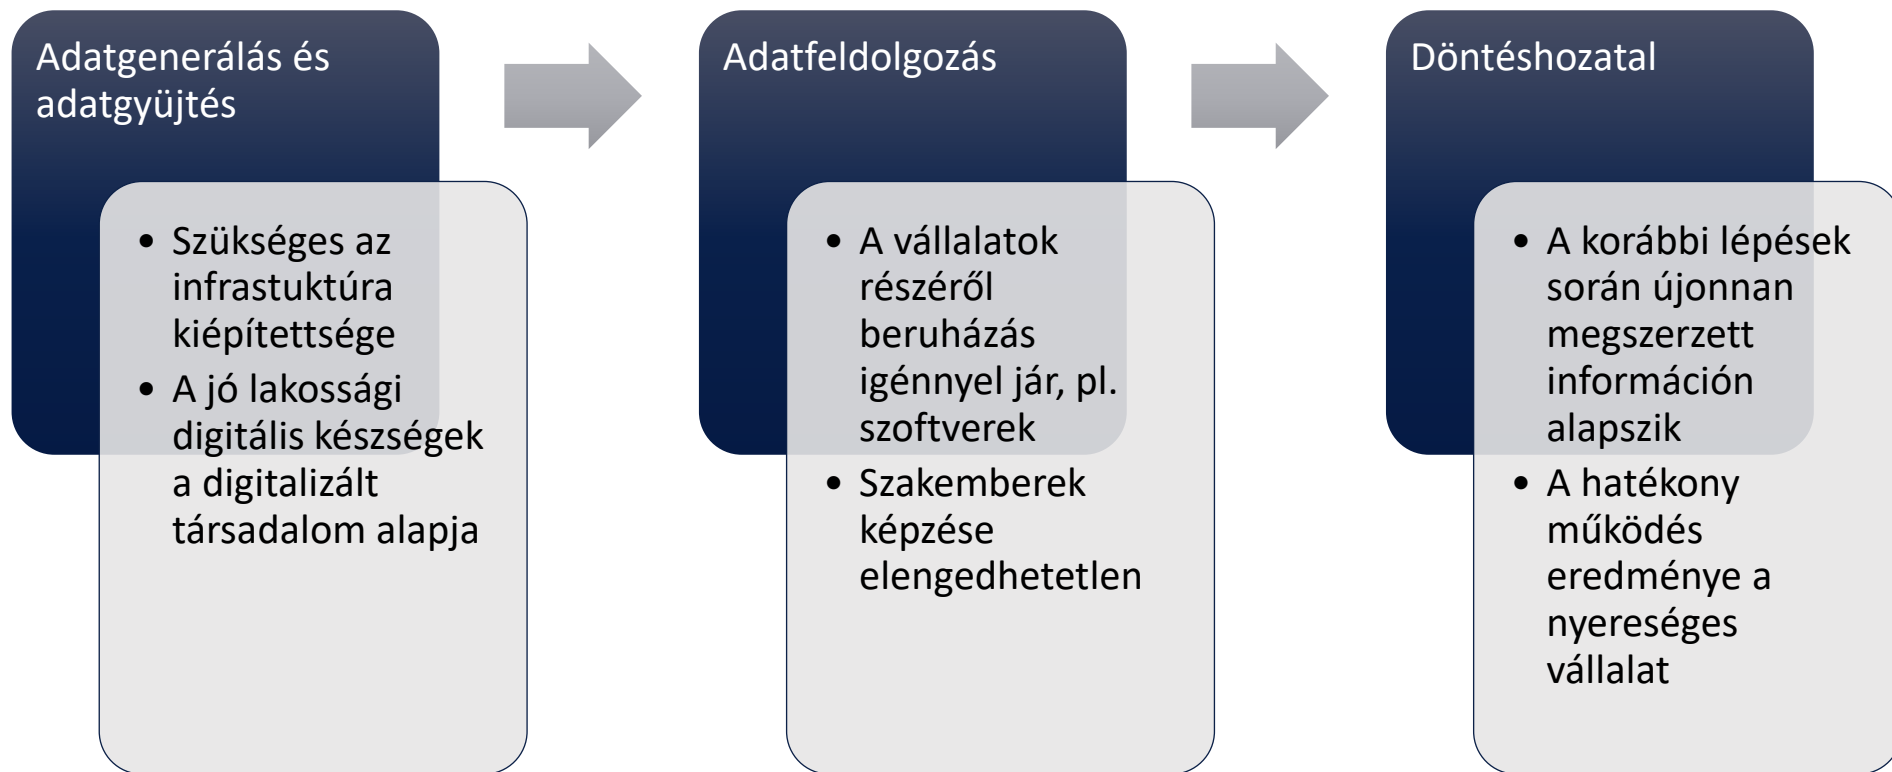 Adatgenerálás és
adatgyüjtés
• Szükséges az
infrastuktúra
kiépítettsége
• A jó lakossági
digitális készségek
a digitalizált
társadalom alapja
Adatfeldolgozás
• A vállalatok
részéről
beruházás
igénnyel jár, pl.
szoftverek
• Szakemberek
képzése
elengedhetetlen
Döntéshozatal
• A korábbi lépések
során újonnan
megszerzett
információn
alapszik
• A hatékony
működés
eredménye a
nyereséges
vállalat